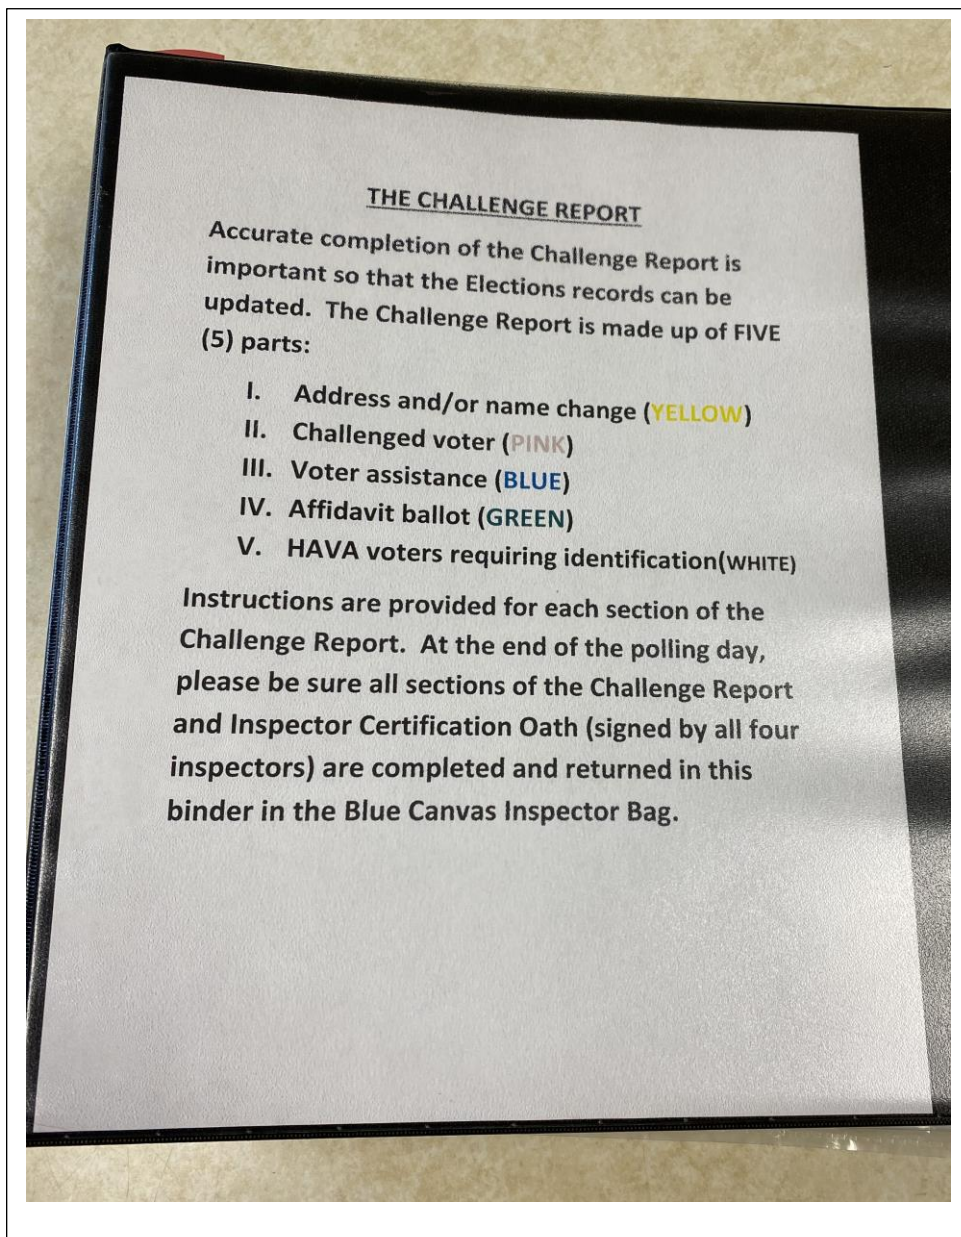 THE CHALLENGE REPORT
Accurate completion of the Challenge Report is
important so that the Elections records can be
updated.  The Challenge Report is made up of FIVE
(5) parts:
I. Address and/or name change (YELLOW)
II. Challenged voter (PINK)
III. Voter assistance (BLUE)
IV. Affidavit ballot (GREEN)
V. HAVA voters requiring identification(WHITE)
Instructions are provided for each section of the
Challenge Report.  At the end of the polling day,
please be sure all sections of the Challenge Report
and Inspector Certification Oath (signed by all four
inspectors) are completed and returned in this
binder in the Blue Canvas Inspector Bag.